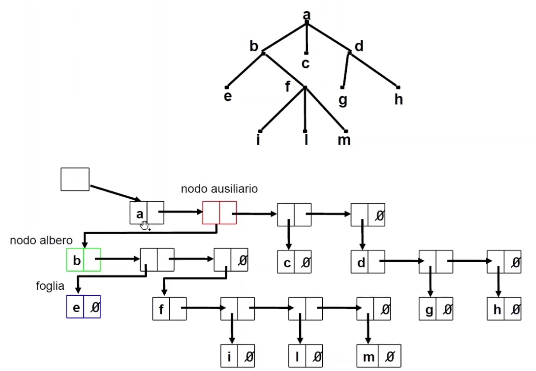 a
b d
c
e f g h
i l m
nodo ausiliario
a Ø
nodo albero
b Ø c Ø d Ø
foglia
e Ø f Ø g Ø h Ø
i Ø l Ø m Ø